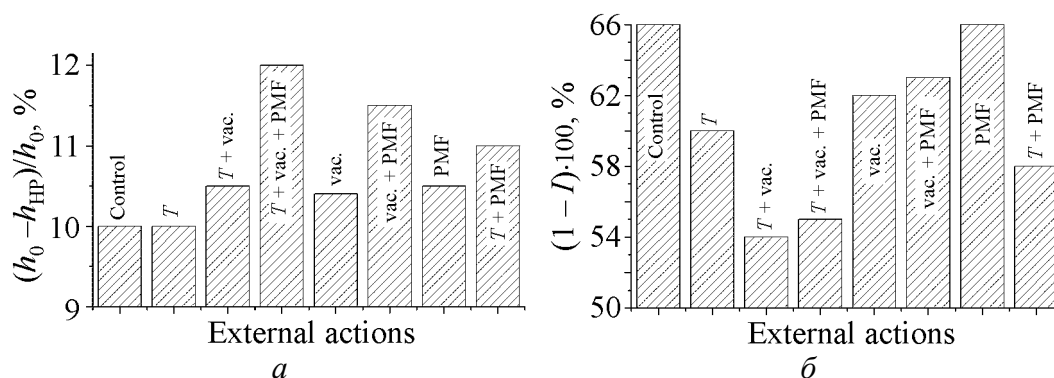 (h₀ –h_HP)/h₀, %
12
11
10
9
Control
T
T + vac.
T + vac. + PMF
vac.
vac. + PMF
PMF
T + PMF
External actions
а
(1 – I)·100, %
66
62
58
54
50
Control
T
T + vac.
T + vac. + PMF
vac.
vac. + PMF
PMF
T + PMF
External actions
б